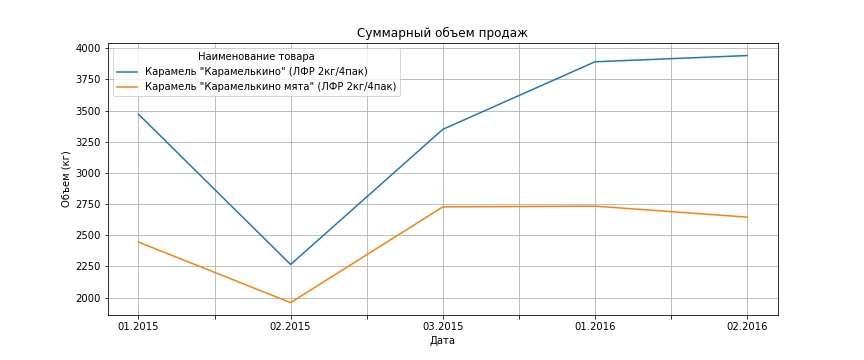 Суммарный объем продаж
Наименование товара
Карамель "Карамелькино" (ЛФР 2кг/4пак)
Карамель "Карамелькино мята" (ЛФР 2кг/4пак)
Объем (кг)
4000
3750
3500
3250
3000
2750
2500
2250
2000
01.2015 02.2015 03.2015 01.2016 02.2016
Дата